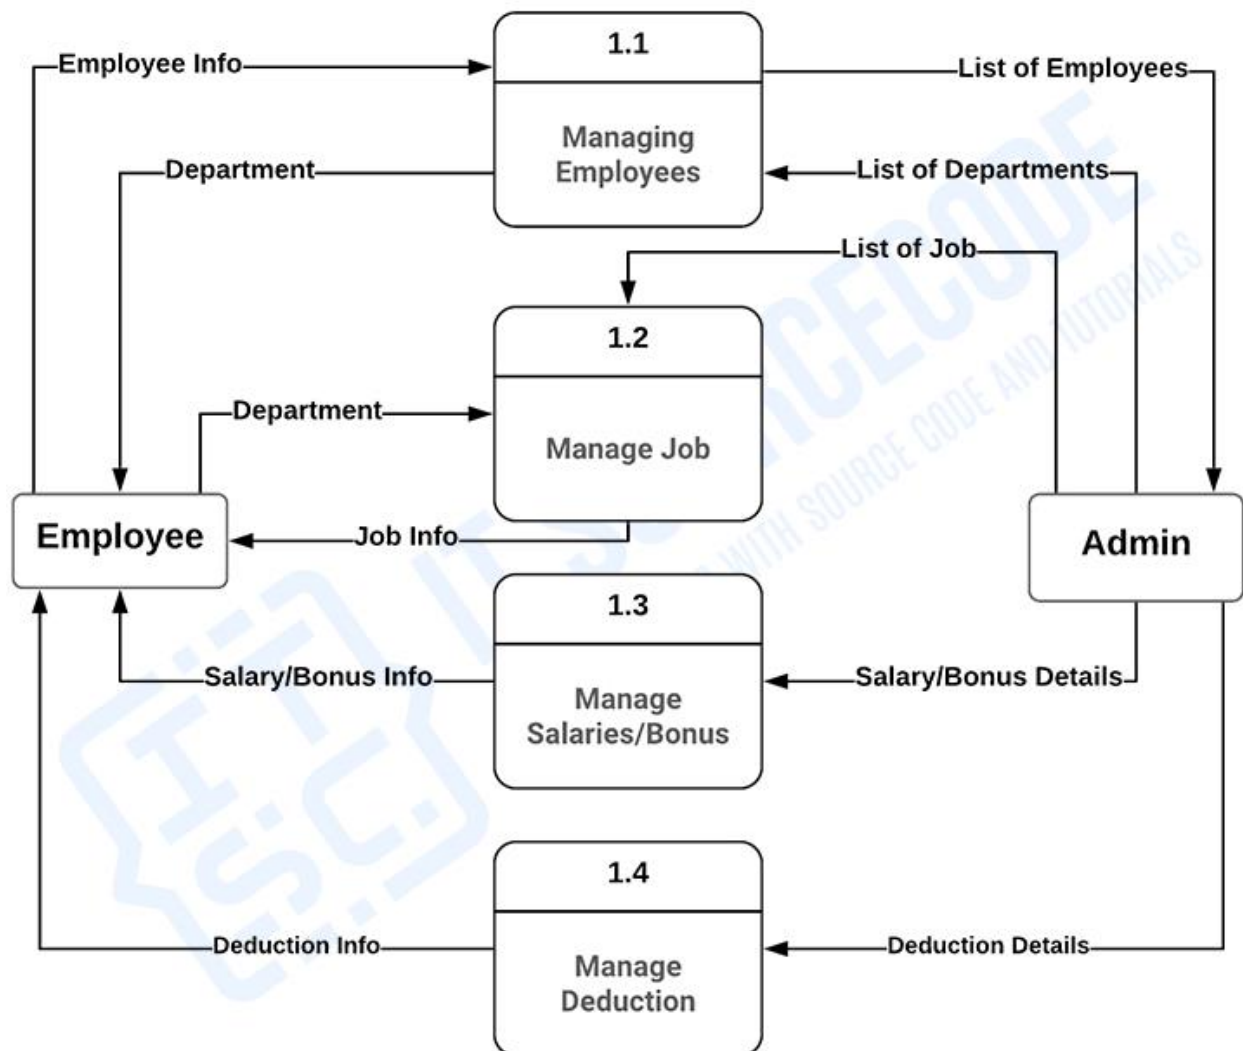 1.1
Employee Info
List of Employees
Managing
Employees
Department
List of Departments
List of Job
1.2
Department
Manage Job
Employee
Job Info
Admin
1.3
Salary/Bonus Info
Salary/Bonus Details
Manage
Salaries/Bonus
1.4
Deduction Info
Deduction Details
Manage
Deduction